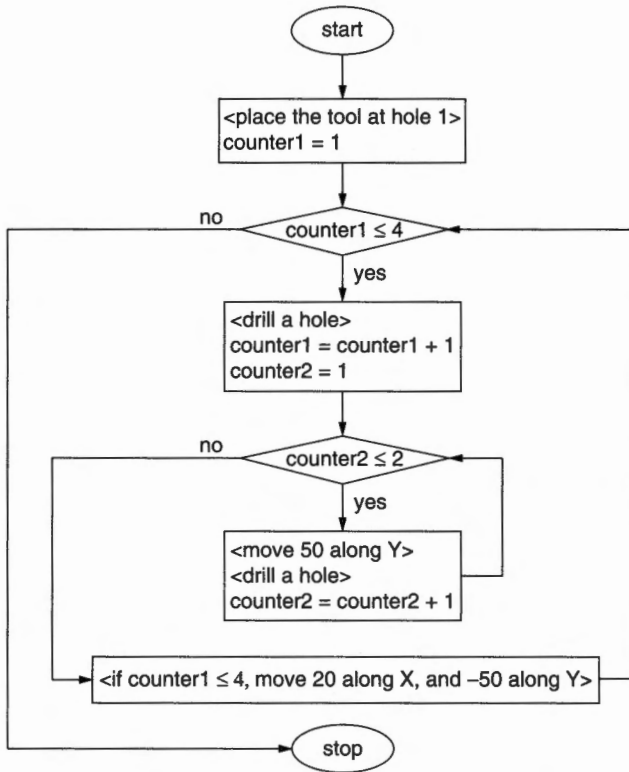 start
<place the tool at hole 1>
counter1 = 1
no
counter1 ≤ 4
yes
<drill a hole>
counter1 = counter1 + 1
counter2 = 1
no
counter2 ≤ 2
yes
<move 50 along Y>
<drill a hole>
counter2 = counter2 + 1
<if counter1 ≤ 4, move 20 along X, and –50 along Y>
stop